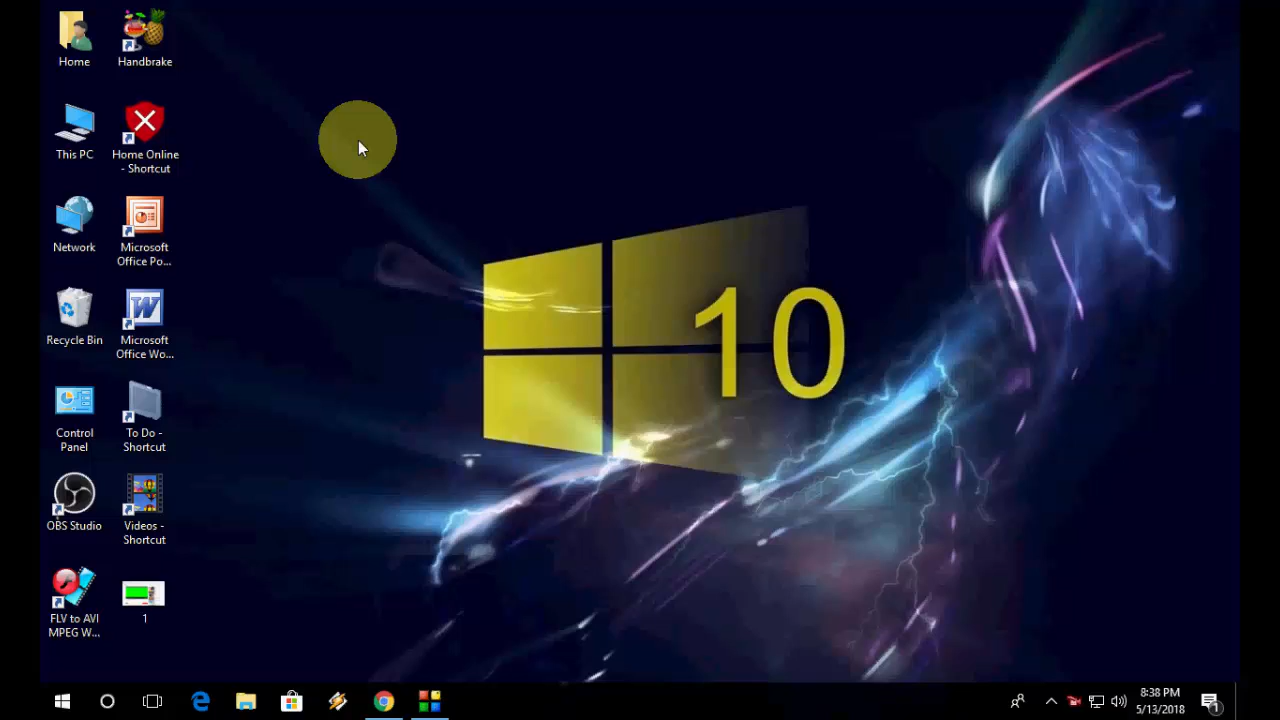 Home
Handbrake
This PC
Home Online
- Shortcut
Network
Microsoft
Office Po...
Recycle Bin
Microsoft
Office Wo...
Control
Panel
To Do -
Shortcut
OBS Studio
Videos -
Shortcut
FLV to AVI
MPEG W...
1
10
8:38 PM
5/13/2018
1